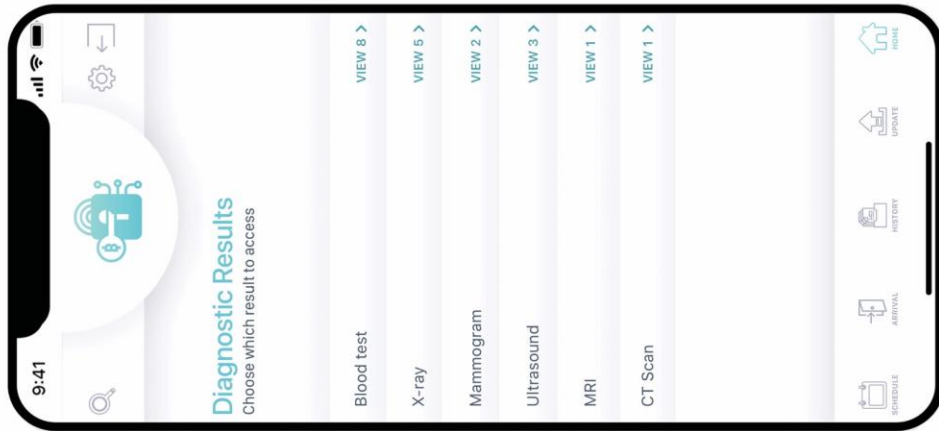 9:41
Diagnostic Results
Choose which result to access
Blood test VIEW 8 >
X-ray VIEW 5 >
Mammogram VIEW 2 >
Ultrasound VIEW 3 >
MRI VIEW 1 >
CT Scan VIEW 1 >
SCHEDULE ARRIVAL HISTORY UPDATE HOME